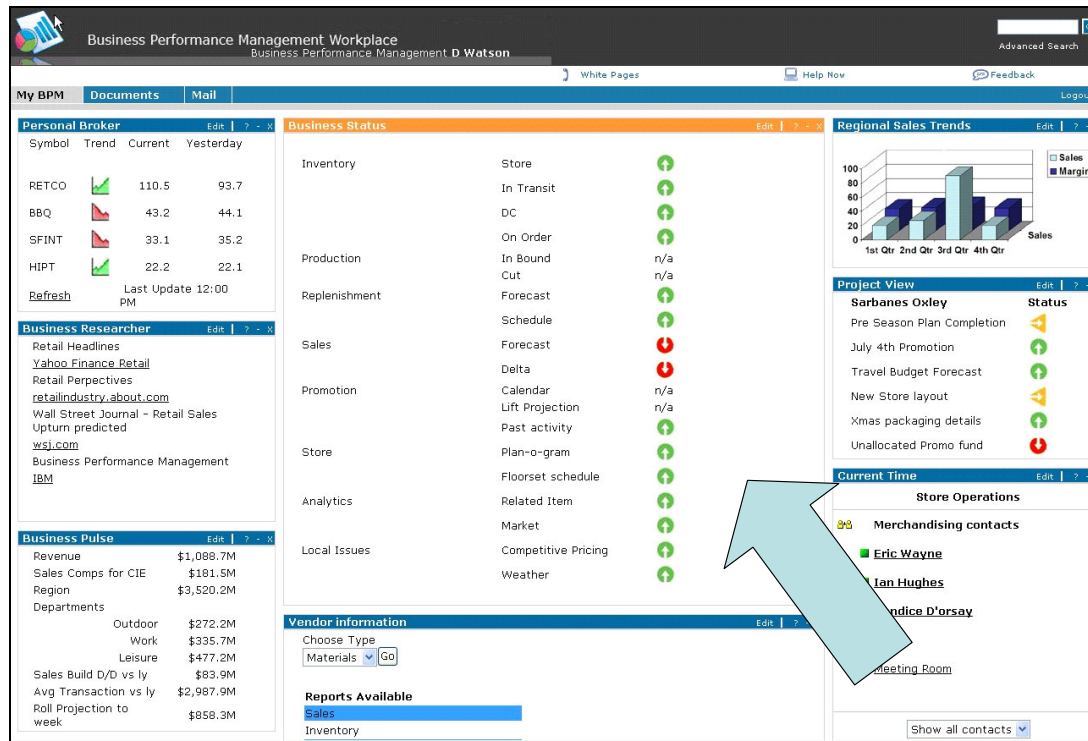 Business Performance Management Workplace
Business Performance Management D Watson
Advanced Search
White Pages
Help Now
Feedback
My BPM Documents Mail
Personal Broker Edit | ? - X
Symbol Trend Current Yesterday
RETCO 110.5 93.7
BBQ 43.2 44.1
SFINT 33.1 35.2
HIPT 22.2 22.1
Refresh Last Update 12:00
PM
Business Researcher Edit | ? - X
Retail Headlines
Yahoo Finance Retail
Retail Perpectives
retailindustry.about.com
Wall Street Journal - Retail Sales
Upturn predicted
wsj.com
Business Performance Management
IBM
Business Pulse Edit | ? - X
Revenue $1,088.7M
Sales Comps for CIE $181.5M
Region $3,520.2M
Departments
Outdoor $272.2M
Work $335.7M
Leisure $477.2M
Sales Build D/D vs ly $83.9M
Avg Transaction vs ly $2,987.9M
Roll Projection to
week $858.3M
Business Status Edit | ? - X
Inventory Store
In Transit
DC
On Order
Production In Bound n/a
Cut n/a
Replenishment Forecast
Schedule
Sales Forecast
Delta
Promotion Calendar n/a
Lift Projection n/a
Past activity
Store Plan-o-gram
Floorset schedule
Analytics Related Item
Market
Local Issues Competitive Pricing
Weather
Vendor information Edit | ?
Choose Type
Materials Go
Reports Available
Sales
Inventory
Regional Sales Trends Edit | ? -
Sales
100
80
60
40
20
0
Sales
1st Qtr 2nd Qtr 3rd Qtr 4th Qtr
Project View Edit | ? -
Sarbanes Oxley Status
Pre Season Plan Completion
July 4th Promotion
Travel Budget Forecast
New Store layout
Xmas packaging details
Unallocated Promo fund
Current Time Edit | ? -
Store Operations
Merchandising contacts
Eric Wayne
Ian Hughes
D'orsay
Meeting Room
Show all contacts